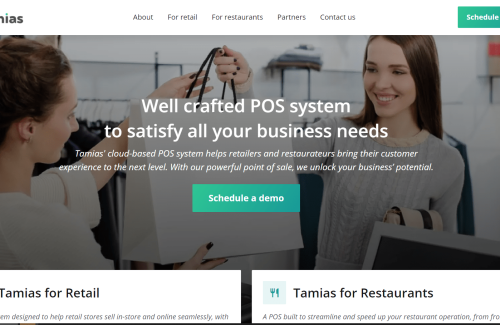 nias
About For retail For restaurants Partners Contact us
Schedule
Well crafted POS system
to satisfy all your business needs
Tamias' cloud-based POS system helps retailers and restaurateurs bring their customer
experience to the next level. With our powerful point of sale, we unlock your business' potential.
Schedule a demo
Tamias for Retail
em designed to help retail stores sell in-store and online seamlessly, with
Tamias for Restaurants
A POS built to streamline and speed up your restaurant operation, from fro